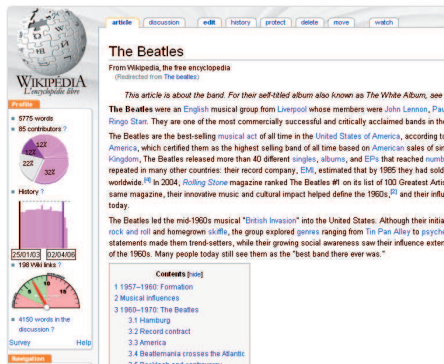 WIKIPEDIA
L'encyclopédie libre
Profile
5775 words
85 contributors ?
12%
12%
22%
32%
History ?
25/01/03 02/04/06
198 Wiki links ?
5
10
15
4150 words in the
discussion ?
Survey Help
Navigation
article discussion edit history protect delete move watch
The Beatles
From Wikipedia, the free encyclopedia
(Redirected from The beatles)
This article is about the band. For their self-titled album also known as The White Album, see
The Beatles were an English musical group from Liverpool whose members were John Lennon, Pau
Ringo Starr. They are one of the most commercially successful and critically acclaimed bands in the
The Beatles are the best-selling musical act of all time in the United States of America, according to
America, which certified them as the highest selling band of all time based on American sales of sin
Kingdom, The Beatles released more than 40 different singles, albums, and EPs that reached numb
repeated in many other countries: their record company, EMI, estimated that by 1985 they had sold
worldwide.[4] In 2004, Rolling Stone magazine ranked The Beatles #1 on its list of 100 Greatest Artis
same magazine, their innovative music and cultural impact helped define the 1960s,[2] and their influ
today.
The Beatles led the mid-1960s musical "British Invasion" into the United States. Although their initia
rock and roll and homegrown skiffle, the group explored genres ranging from Tin Pan Alley to psyche
statements made them trend-setters, while their growing social awareness saw their influence exten
of the 1960s. Many people today still see them as the "best band there ever was."
Contents [hide]
1 1957–1960: Formation
2 Musical influences
3 1960–1970: The Beatles
3.1 Hamburg
3.2 Record contract
3.3 America
3.4 Beatlemania crosses the Atlantic